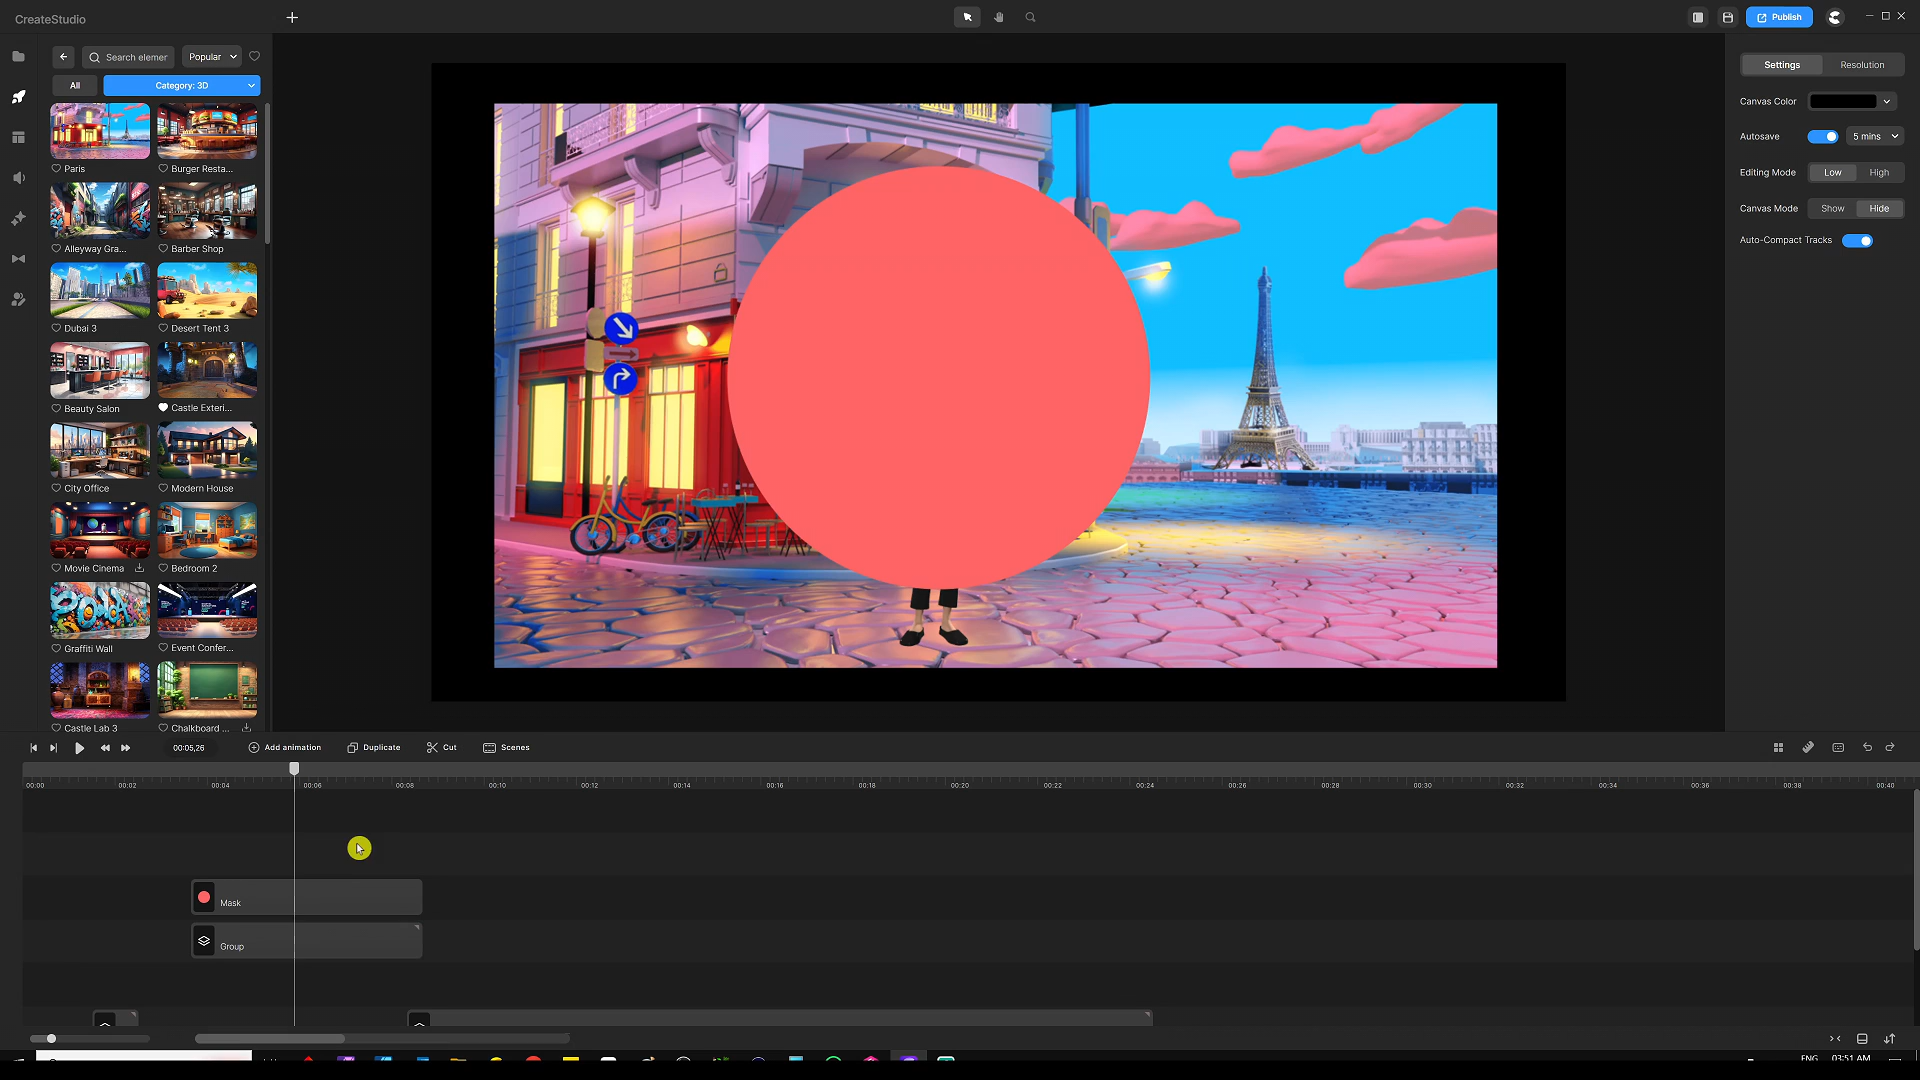 CreateStudio
Publish
Search elemer
Popular
All
Category: 3D
Paris
Burger Resta...
Alleyway Gra...
Barber Shop
Dubai 3
Desert Tent 3
Beauty Salon
Castle Exteri...
City Office
Modern House
Movie Cinema
Bedroom 2
Graffiti Wall
Event Confer...
Castle Lab 3
Chalkboard ...
Settings
Resolution
Canvas Color
Autosave
5 mins
Editing Mode
Low
High
Canvas Mode
Show
Hide
Auto-Compact Tracks
00:05,26
Add animation
Duplicate
Cut
Scenes
00:00 00:02 00:04 00:06 00:08 00:10 00:12 00:14 00:16 00:18 00:20 00:22 00:24 00:26 00:28 00:30 00:32 00:34 00:36 00:38 00:40
Mask
Group
ENG
03:51 AM